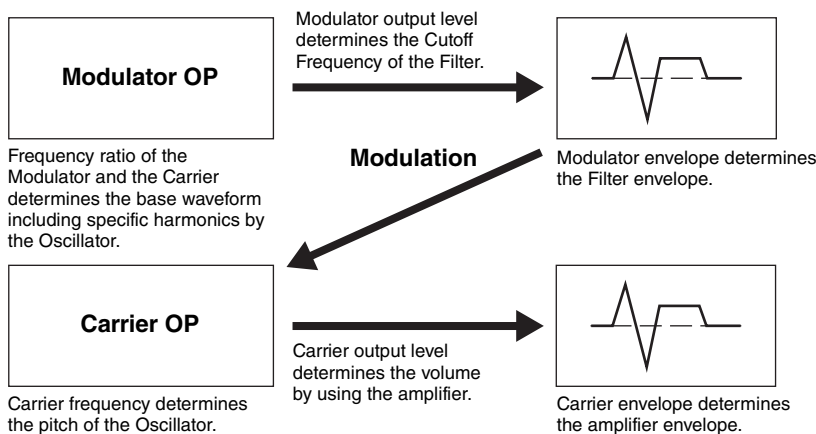 Modulator OP
Modulator output level
determines the Cutoff
Frequency of the Filter.
Frequency ratio of the
Modulator and the Carrier
determines the base waveform
including specific harmonics by
the Oscillator.
Modulation
Modulator envelope determines
the Filter envelope.
Carrier OP
Carrier output level
determines the volume
by using the amplifier.
Carrier frequency determines
the pitch of the Oscillator.
Carrier envelope determines
the amplifier envelope.